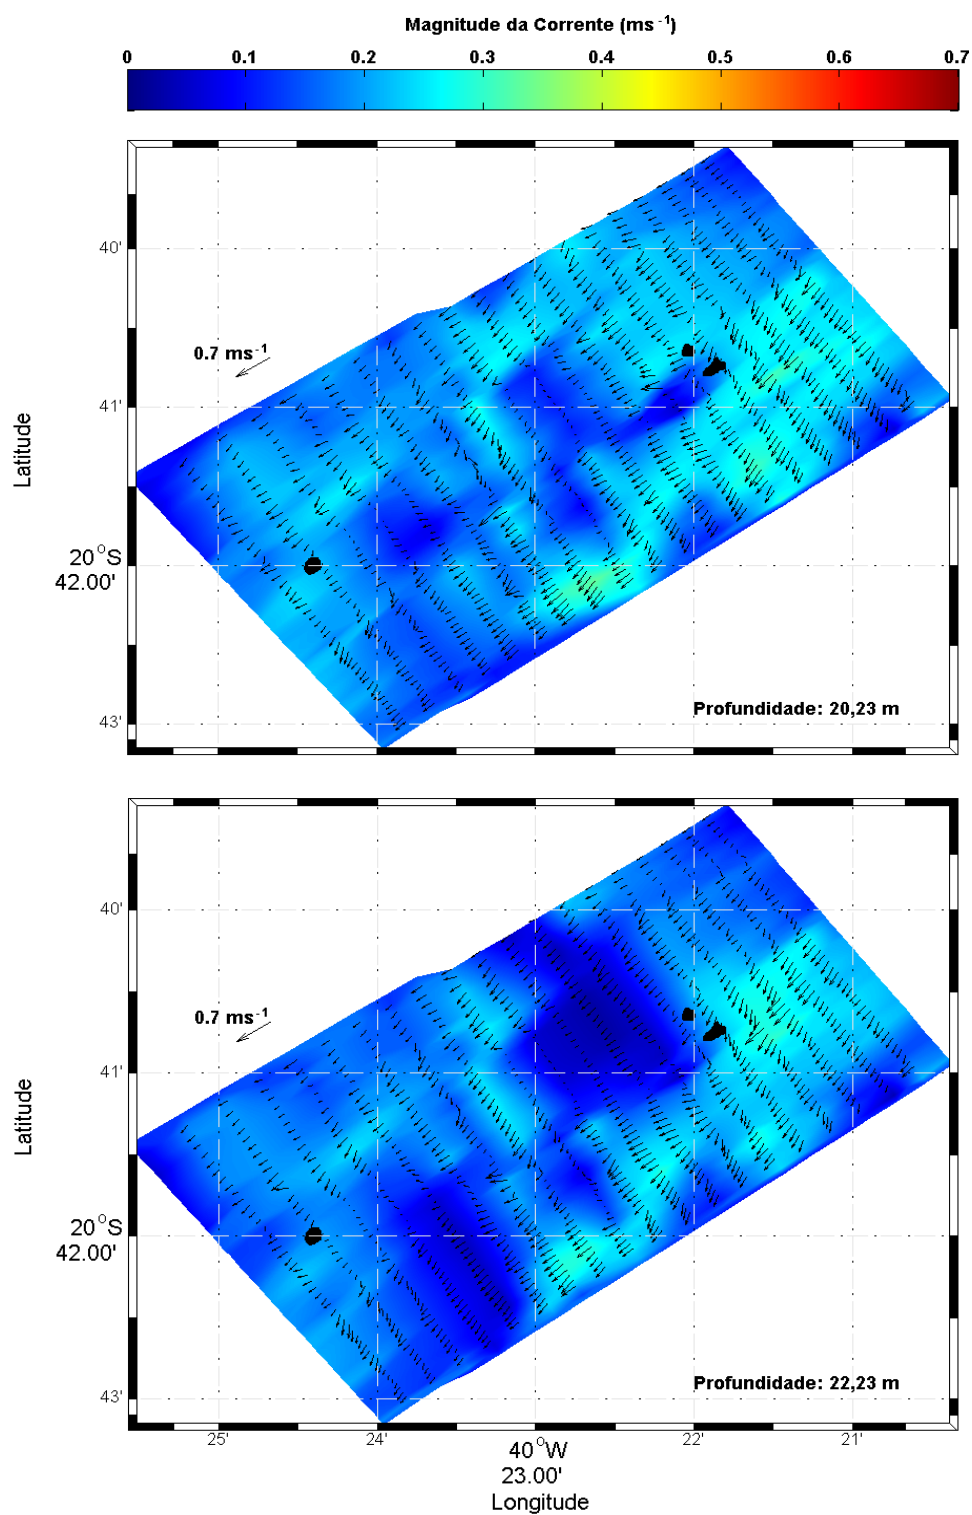 Magnitude da Corrente (ms⁻¹)
0 0.1 0.2 0.3 0.4 0.5 0.6 0.7
40'
0.7 ms⁻¹
41'
Latitude
20°S
42.00'
43'
Profundidade: 20,23 m
40'
0.7 ms⁻¹
41'
Latitude
20°S
42.00'
43'
Profundidade: 22,23 m
25' 24' 40°W 22' 21'
23.00'
Longitude